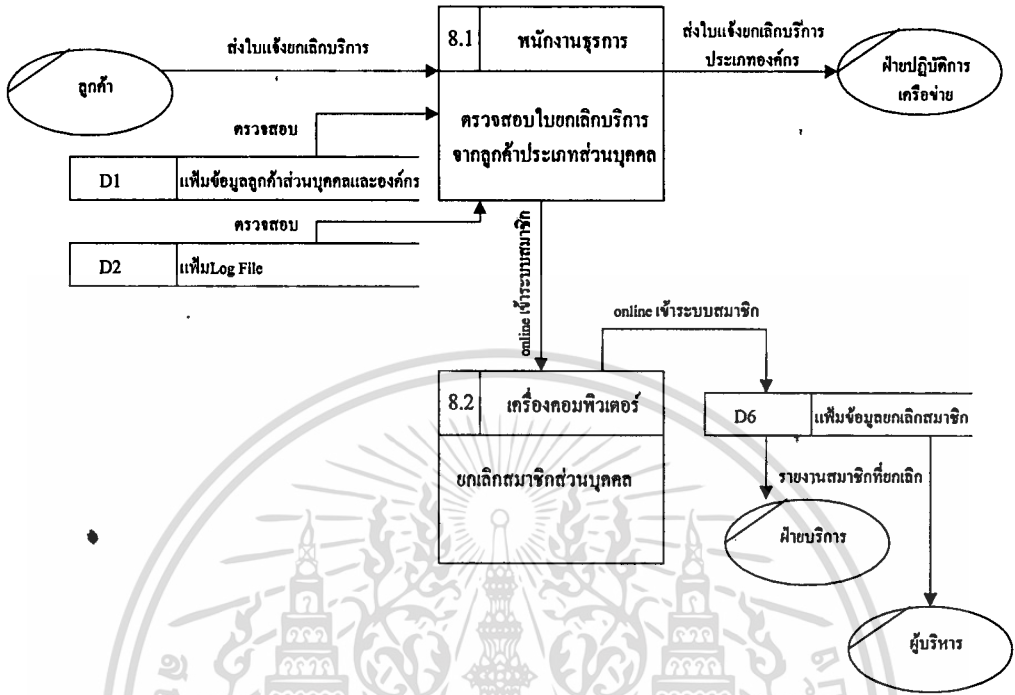 ลูกค้า
ส่งใบแจ้งยกเลิกบริการ
8.1 พนักงานธุรการ
ตรวจสอบใบยกเลิกบริการ
จากลูกค้าประเภทส่วนบุคคล
ส่งใบแจ้งยกเลิกบริการ
ประเภทองค์กร
ฝ่ายปฏิบัติการ
เครือข่าย
ตรวจสอบ
D1 แฟ้มข้อมูลลูกค้าส่วนบุคคลและองค์กร
ตรวจสอบ
D2 แฟ้มLog File
online เข้าระบบสมาชิก
online เข้าระบบสมาชิก
8.2 เครื่องคอมพิวเตอร์
ยกเลิกสมาชิกส่วนบุคคล
D6 แฟ้มข้อมูลยกเลิกสมาชิก
รายงานสมาชิกที่ยกเลิก
ฝ่ายบริการ
ผู้บริหาร